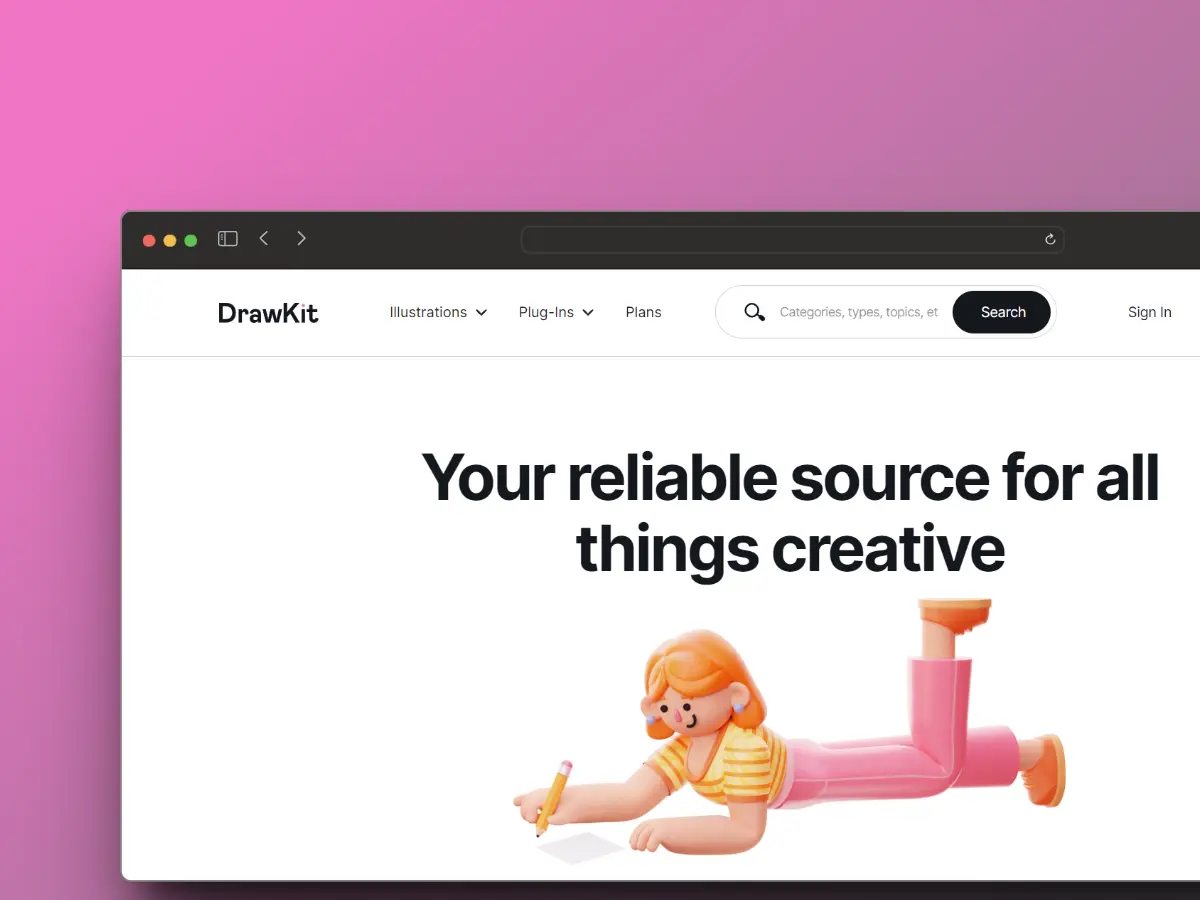 DrawKit
Illustrations
Plug-Ins
Plans
Categories, types, topics, et
Search
Sign In
Your reliable source for all
things creative